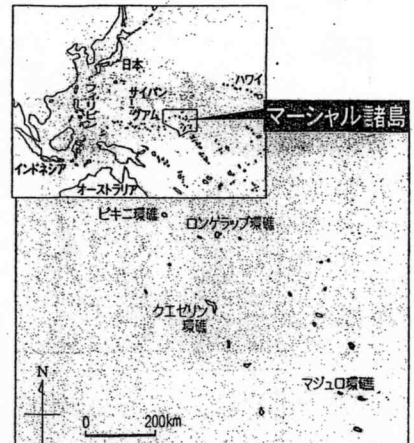 日本
ハワイ
サイパン
グアム
フィリピン
マーシャル諸島
インドネシア
オーストラリア
ビキニ環礁
ロンゲラップ環礁
クエゼリン
環礁
マジュロ環礁
N
0 200km